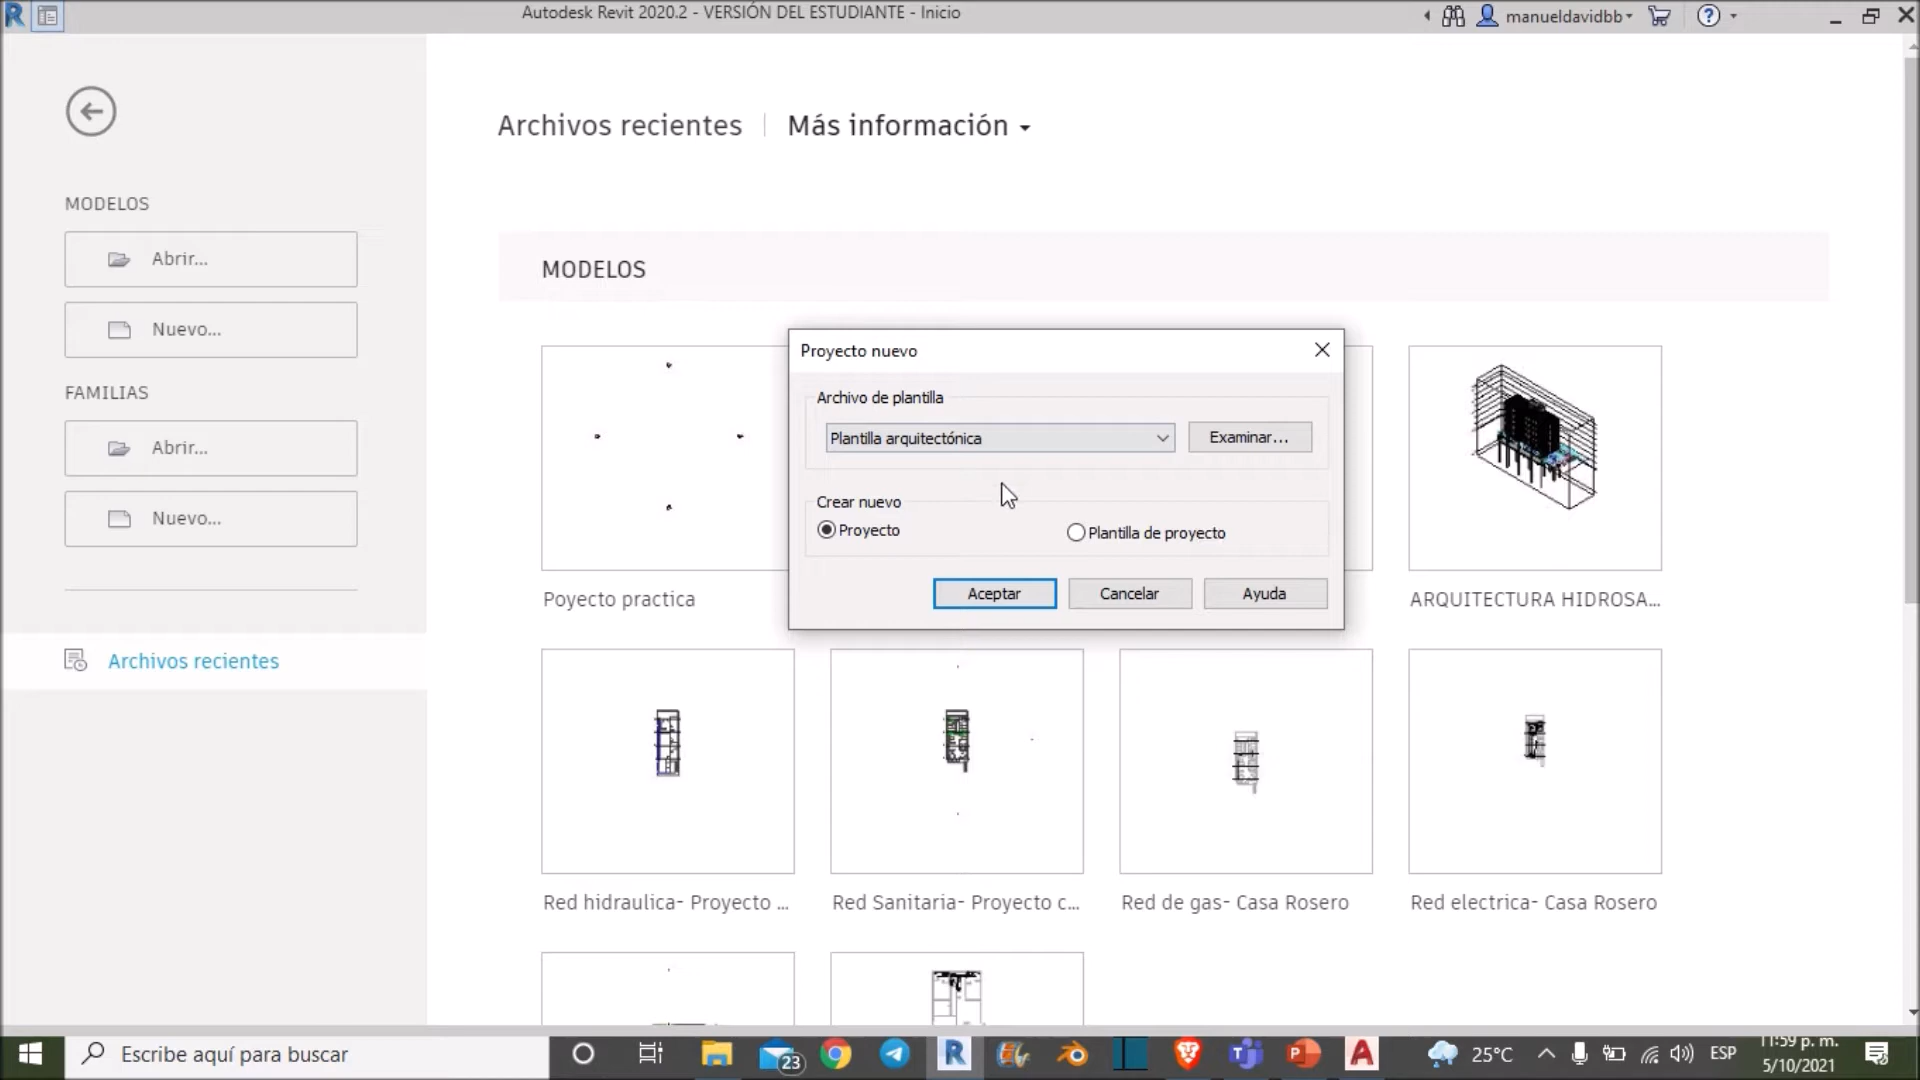 Autodesk Revit 2020.2 - VERSIÓN DEL ESTUDIANTE - Inicio
manueldavidbb
Archivos recientes
Más información
MODELOS
Abrir...
Nuevo...
FAMILIAS
Abrir...
Nuevo...
Archivos recientes
MODELOS
Proyecto nuevo
Archivo de plantilla
Plantilla arquitectónica
Examinar...
Crear nuevo
Proyecto
Plantilla de proyecto
Aceptar
Cancelar
Ayuda
Poyecto practica
ARQUITECTURA HIDROSA...
Red hidraulica- Proyecto ...
Red Sanitaria- Proyecto c...
Red de gas- Casa Rosero
Red electrica- Casa Rosero
Escribe aquí para buscar
23
25°C
ESP
11:59 p. m.
5/10/2021